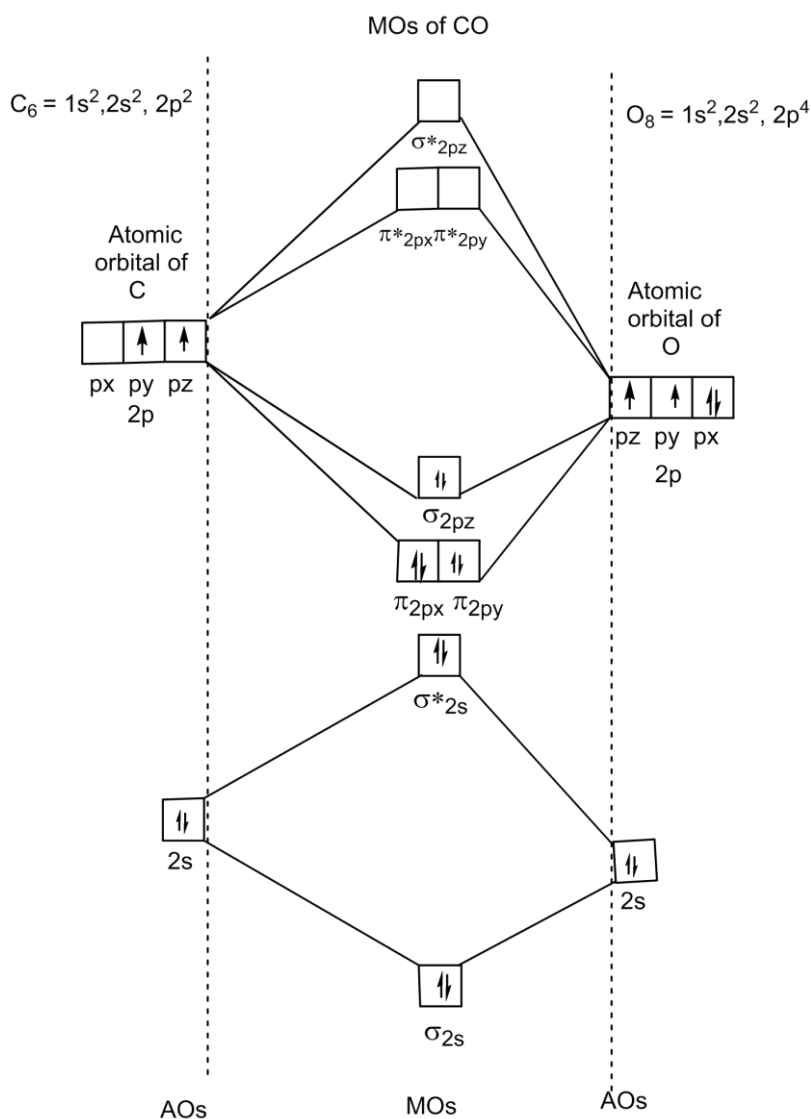 MOs of CO
C₆ = 1s²,2s², 2p²
O₈ = 1s²,2s², 2p⁴
σ*2pz
π*2px π*2py
Atomic
orbital of
C
Atomic
orbital of
O
px py pz
2p
pz py px
2p
σ2pz
π2px π2py
σ*2s
2s
2s
σ2s
AOs
MOs
AOs